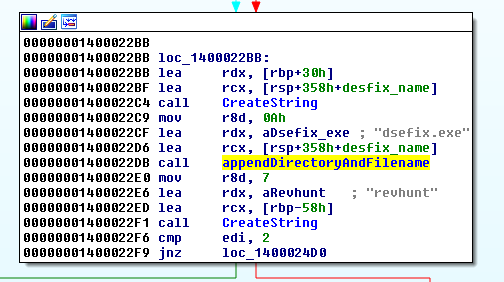 00000001400022BB
00000001400022BB loc_1400022BB:
00000001400022BB lea rdx, [rbp+30h]
00000001400022BF lea rcx, [rsp+358h+desfix_name]
00000001400022C4 call CreateString
00000001400022C9 mov r8d, 0Ah
00000001400022CF lea rdx, aDsefix_exe ; "dsefix.exe"
00000001400022D6 lea rcx, [rsp+358h+desfix_name]
00000001400022DB call appendDirectoryAndFilename
00000001400022E0 mov r8d, 7
00000001400022E6 lea rdx, aRevhunt ; "revhunt"
00000001400022ED lea rcx, [rbp-58h]
00000001400022F1 call CreateString
00000001400022F6 cmp edi, 2
00000001400022F9 jnz loc_1400024D0